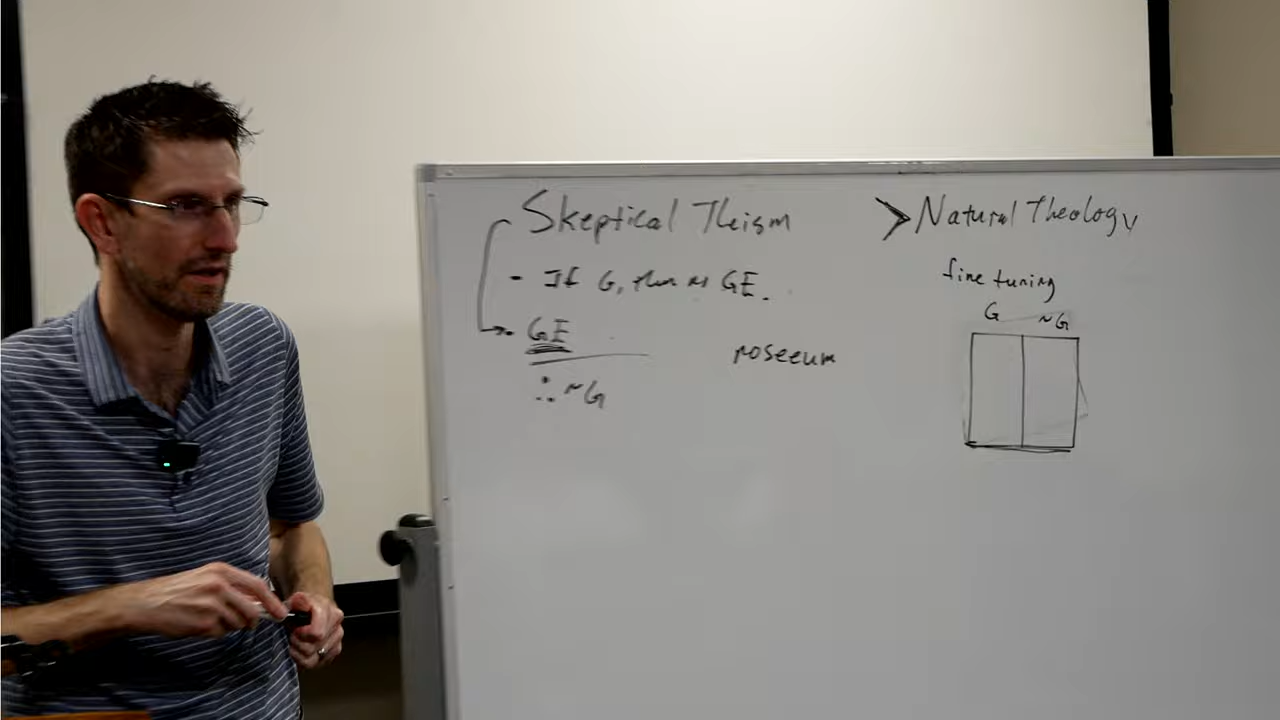 Skeptical Theism
- If G, then no GE.
- GE
∴ ~G
noseeum
> Natural Theology
fine tuning
G ~G